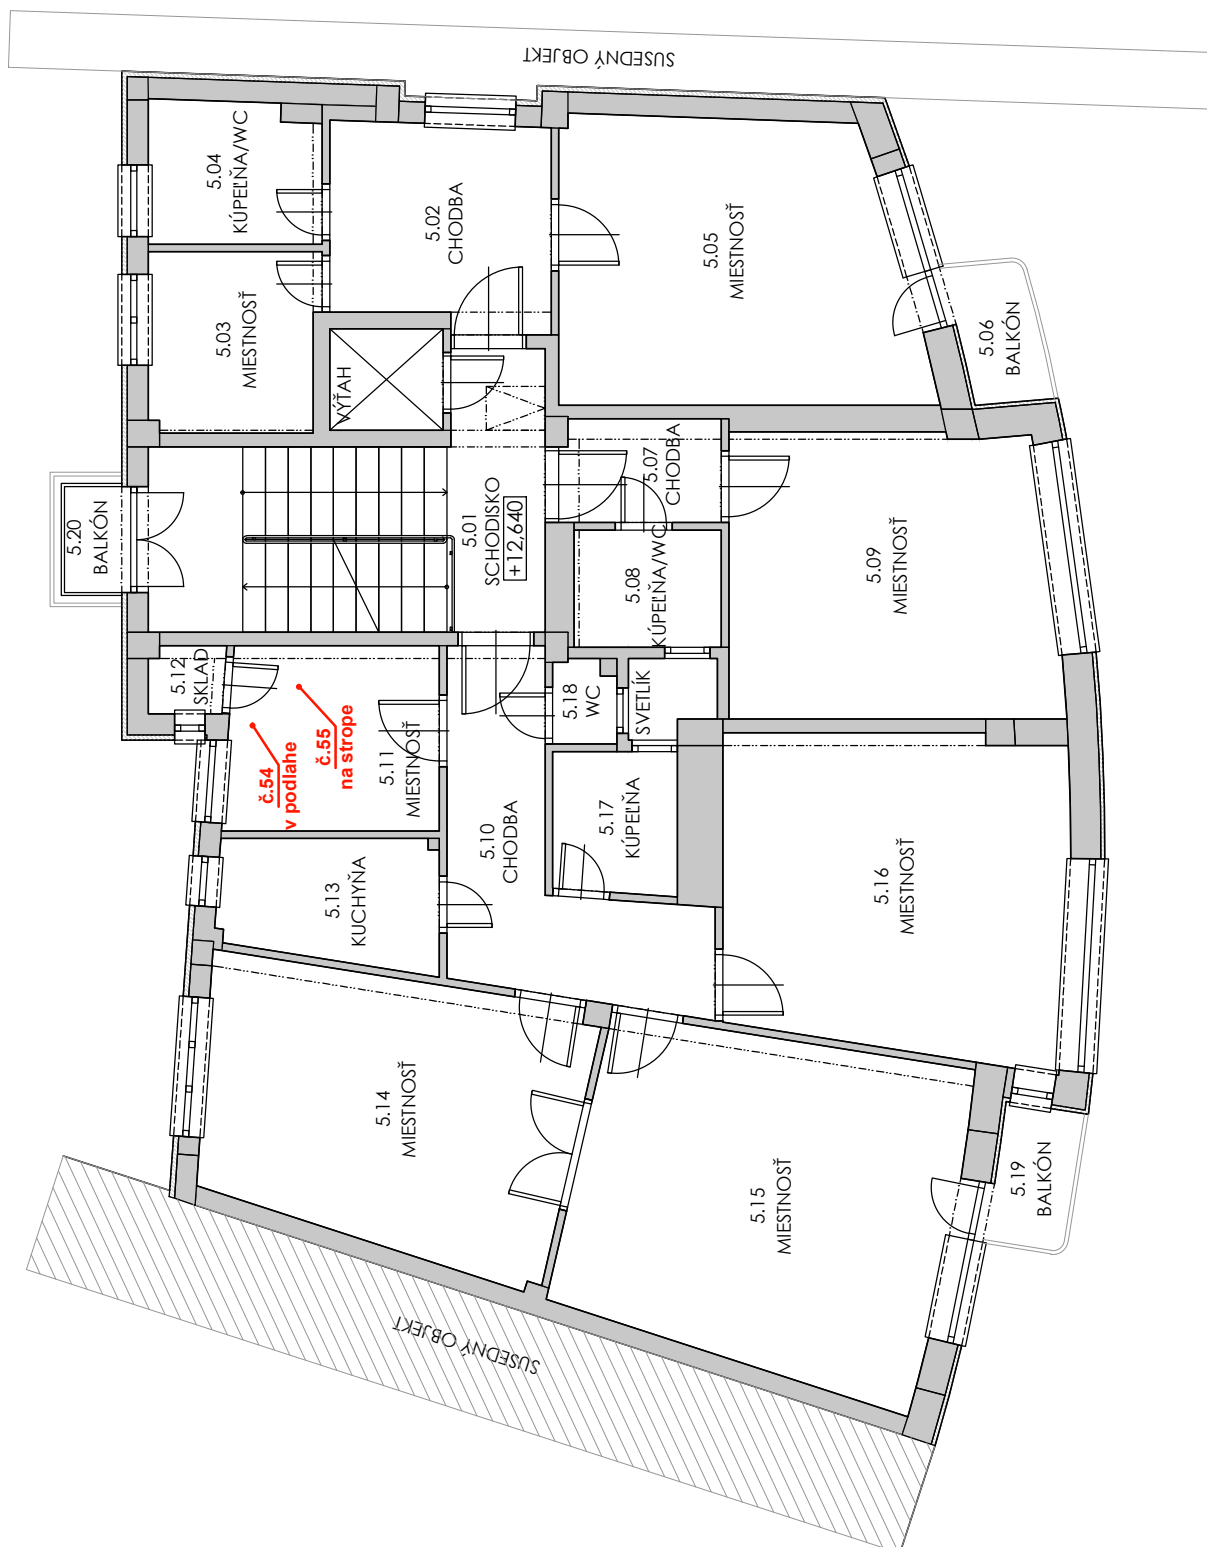 SUSEDNÝ OBJEKT
5.04
KÚPEĽŇA/WC
5.02
CHODBA
5.05
MIESTNOSŤ
5.03
MIESTNOSŤ
VÝŤAH
5.06
BALKÓN
5.07
CHODBA
5.20
BALKÓN
5.01
SCHODISKO
+12,640
5.08
KÚPEĽŇA/WC
5.09
MIESTNOSŤ
5.12
SKLAD
5.18
WC
SVETLÍK
č.54
v podlahe
č.55
na strope
5.11
MIESTNOSŤ
5.17
KÚPEĽŇA
5.10
CHODBA
5.13
KUCHYŇA
5.16
MIESTNOSŤ
5.14
MIESTNOSŤ
5.15
MIESTNOSŤ
5.19
BALKÓN
SUSEDNÝ OBJEKT